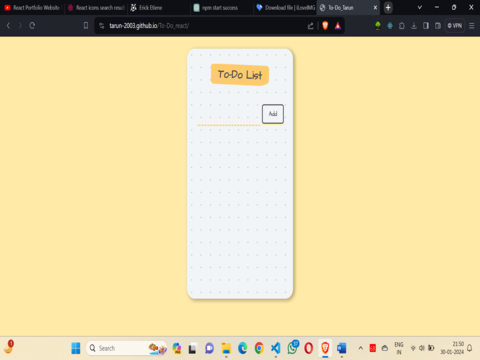 React Portfolio Website
React icons search result
Erick Efiene
npm start success
Download file | iLoveIMG
To-Do_Tarun
tarun-2003.github.io/To-Do_react/
VPN
To-Do List
Add
Search
ENG
IN
21:50
30-01-2024